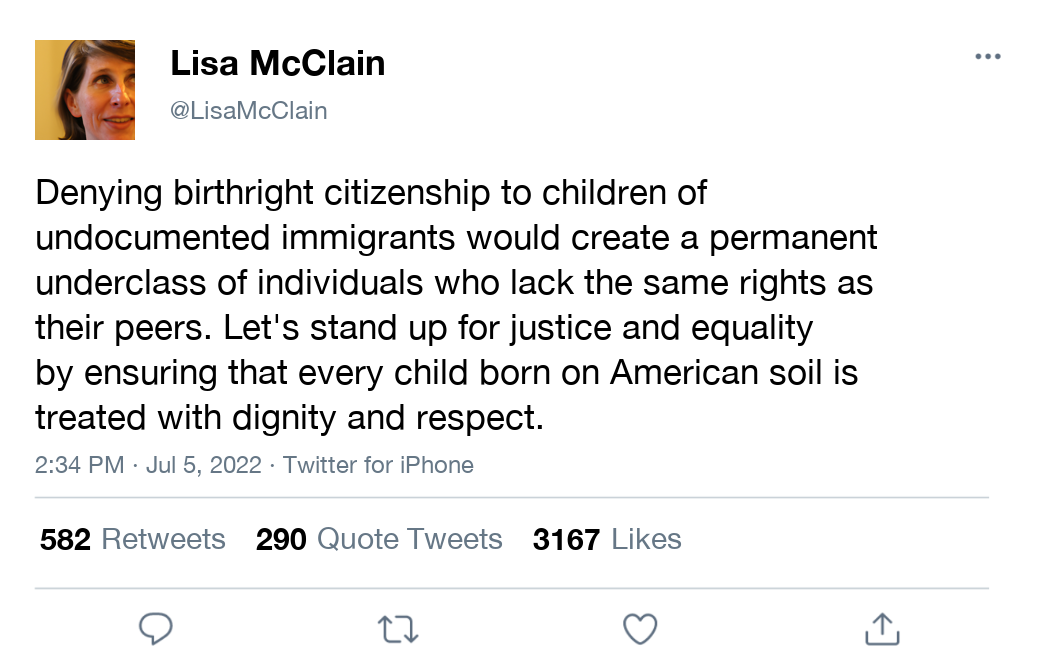 Lisa McClain
@LisaMcClain
Denying birthright citizenship to children of
undocumented immigrants would create a permanent
underclass of individuals who lack the same rights as
their peers. Let's stand up for justice and equality
by ensuring that every child born on American soil is
treated with dignity and respect.
2:34 PM · Jul 5, 2022 · Twitter for iPhone
582 Retweets 290 Quote Tweets 3167 Likes